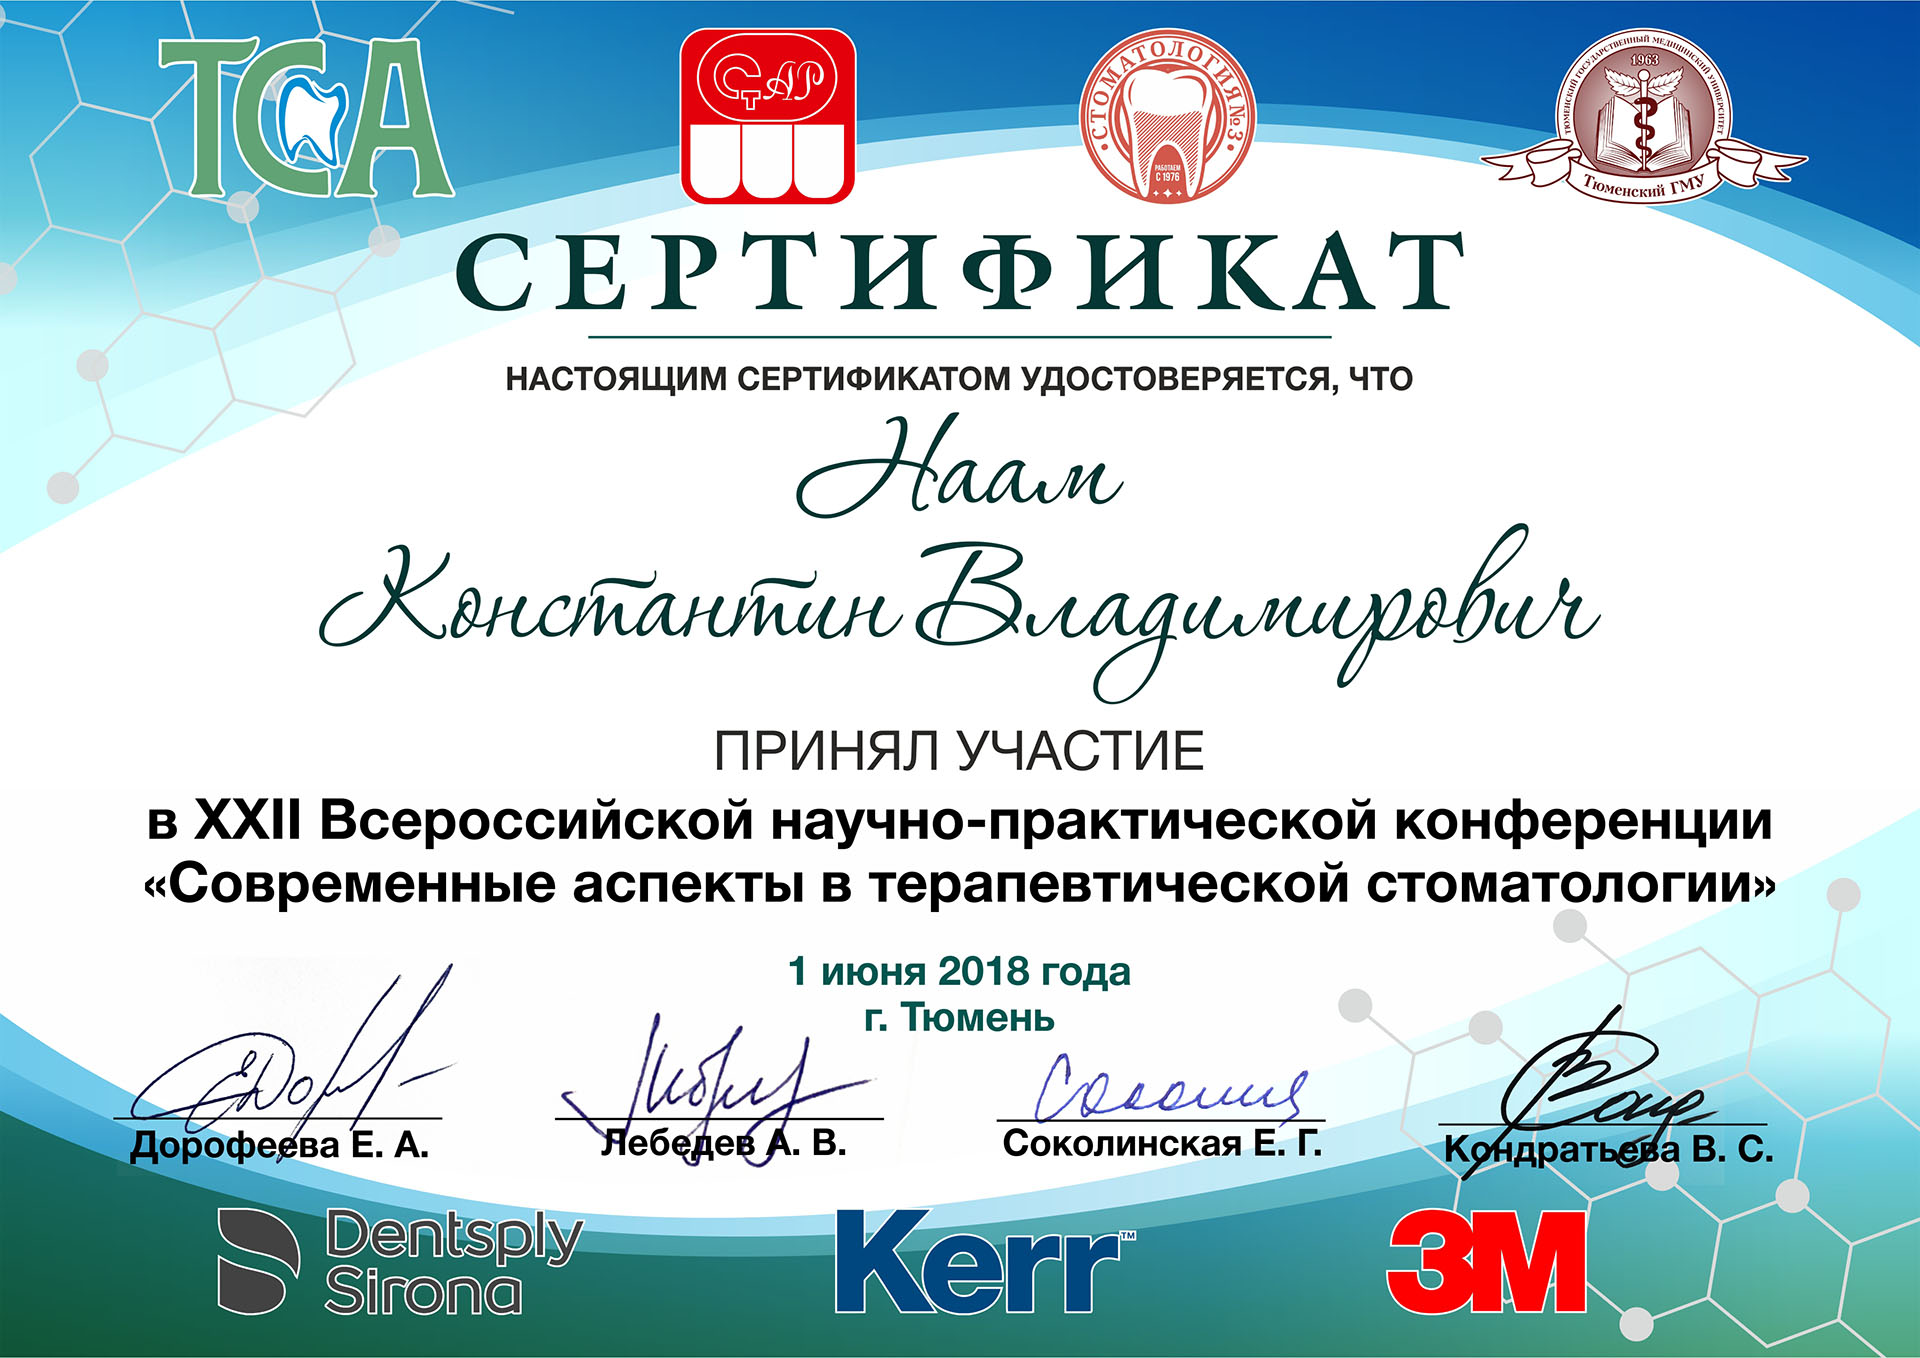 ТСА
СтАР
СТОМАТОЛОГИЯ №3
РАБОТАЕМ
С 1976
ТЮМЕНСКИЙ ГОСУДАРСТВЕННЫЙ МЕДИЦИНСКИЙ УНИВЕРСИТЕТ
1963
Тюменский ГМУ
СЕРТИФИКАТ
НАСТОЯЩИМ СЕРТИФИКАТОМ УДОСТОВЕРЯЕТСЯ, ЧТО
Наам
Константин Владимирович
ПРИНЯЛ УЧАСТИЕ
в XXII Всероссийской научно-практической конференции
«Современные аспекты в терапевтической стоматологии»
1 июня 2018 года
г. Тюмень
Дорофеева Е. А.
Лебедев А. В.
Соколинская Е. Г.
Кондратьева В. С.
Dentsply
Sirona
Kerr™
3M